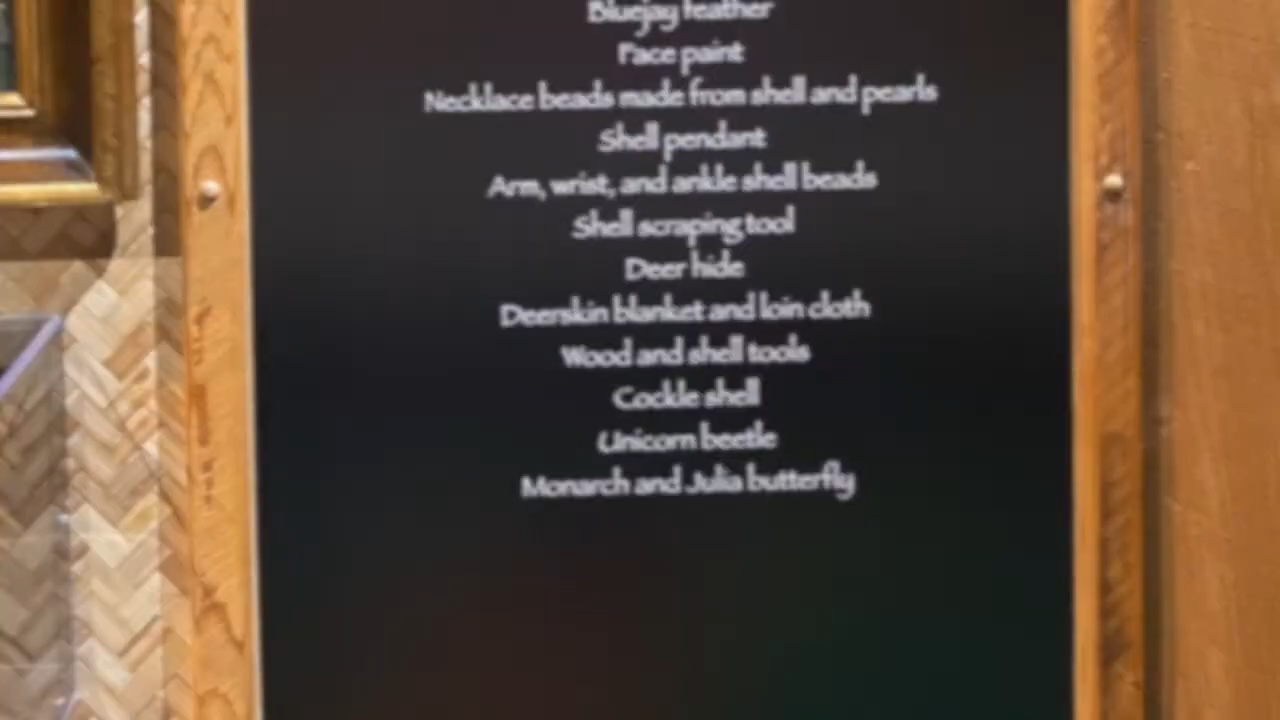 Bluejay feather
Face paint
Necklace beads made from shell and pearls
Shell pendant
Arm, wrist, and ankle shell beads
Shell scraping tool
Deer hide
Deerskin blanket and loin cloth
Wood and shell tools
Cockle shell
Unicorn beetle
Monarch and Julia butterfly